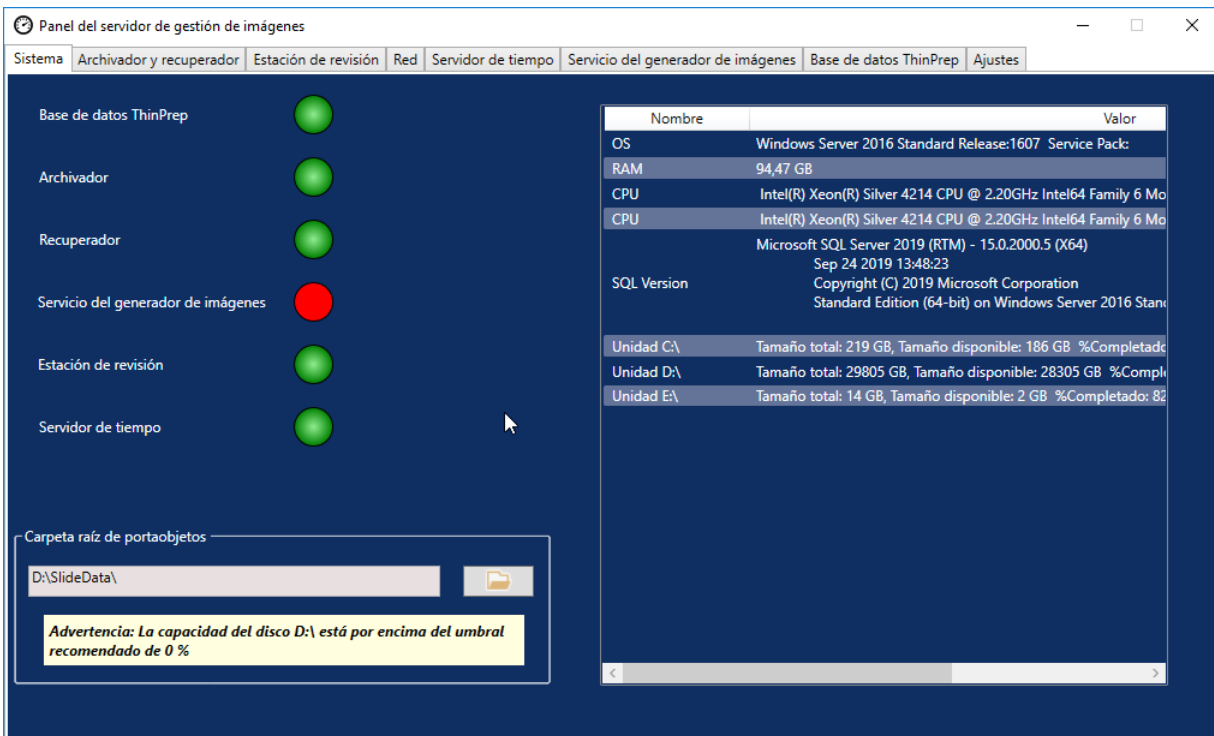 Panel del servidor de gestión de imágenes
Sistema Archivador y recuperador Estación de revisión Red Servidor de tiempo Servicio del generador de imágenes Base de datos ThinPrep Ajustes
Base de datos ThinPrep
Archivador
Recuperador
Servicio del generador de imágenes
Estación de revisión
Servidor de tiempo
Carpeta raíz de portaobjetos
D:\SlideData\
Advertencia: La capacidad del disco D:\ está por encima del umbral
recomendado de 0 %
Nombre Valor
OS Windows Server 2016 Standard Release:1607 Service Pack:
RAM 94,47 GB
CPU Intel(R) Xeon(R) Silver 4214 CPU @ 2.20GHz Intel64 Family 6 Mo
CPU Intel(R) Xeon(R) Silver 4214 CPU @ 2.20GHz Intel64 Family 6 Mo
Microsoft SQL Server 2019 (RTM) - 15.0.2000.5 (X64)
Sep 24 2019 13:48:23
SQL Version Copyright (C) 2019 Microsoft Corporation
Standard Edition (64-bit) on Windows Server 2016 Stand
Unidad C:\ Tamaño total: 219 GB, Tamaño disponible: 186 GB %Completado
Unidad D:\ Tamaño total: 29805 GB, Tamaño disponible: 28305 GB %Comple
Unidad E:\ Tamaño total: 14 GB, Tamaño disponible: 2 GB %Completado: 82